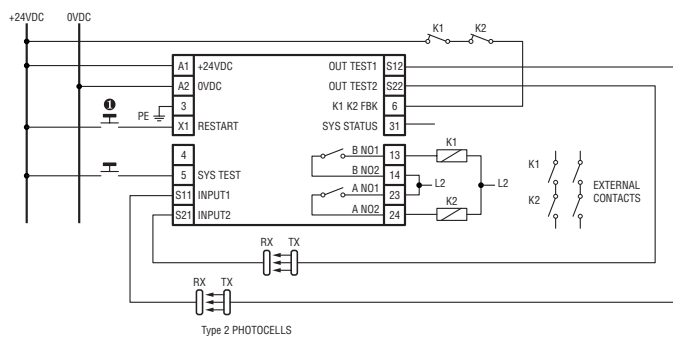 +24VDC 0VDC
K1 K2
A1 +24VDC OUT TEST1 S12
A2 0VDC OUT TEST2 S22
PE 3 K1 K2 FBK 6
❶ X1 RESTART SYS STATUS 31
4 B NO1 13 K1
5 SYS TEST B NO2 14
S11 INPUT1 A NO1 23 L2 L2
S21 INPUT2 A NO2 24 K2
K1
K2
EXTERNAL
CONTACTS
RX TX
RX TX
Type 2 PHOTOCELLS